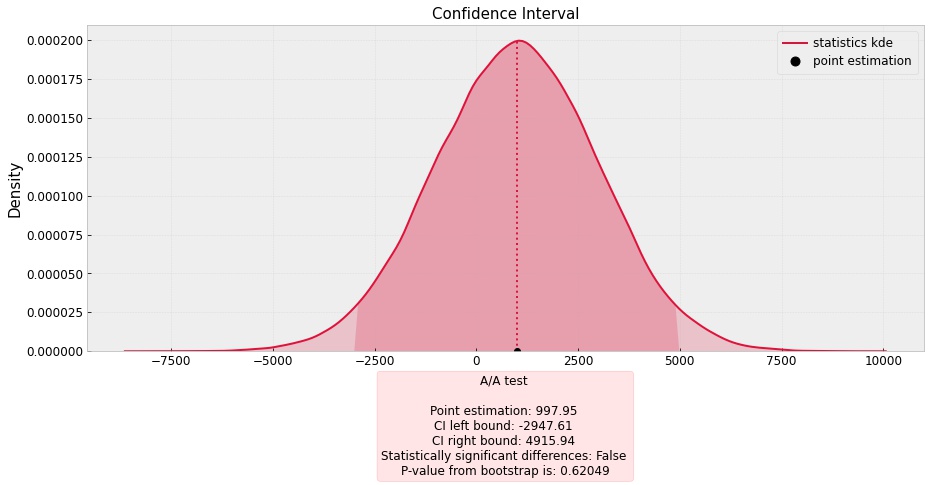 Confidence Interval
statistics kde
point estimation
Density
0.000200
0.000175
0.000150
0.000125
0.000100
0.000075
0.000050
0.000025
0.000000
−7500 −5000 −2500 0 2500 5000 7500 10000
A/A test
Point estimation: 997.95
CI left bound: -2947.61
CI right bound: 4915.94
Statistically significant differences: False
P-value from bootstrap is: 0.62049